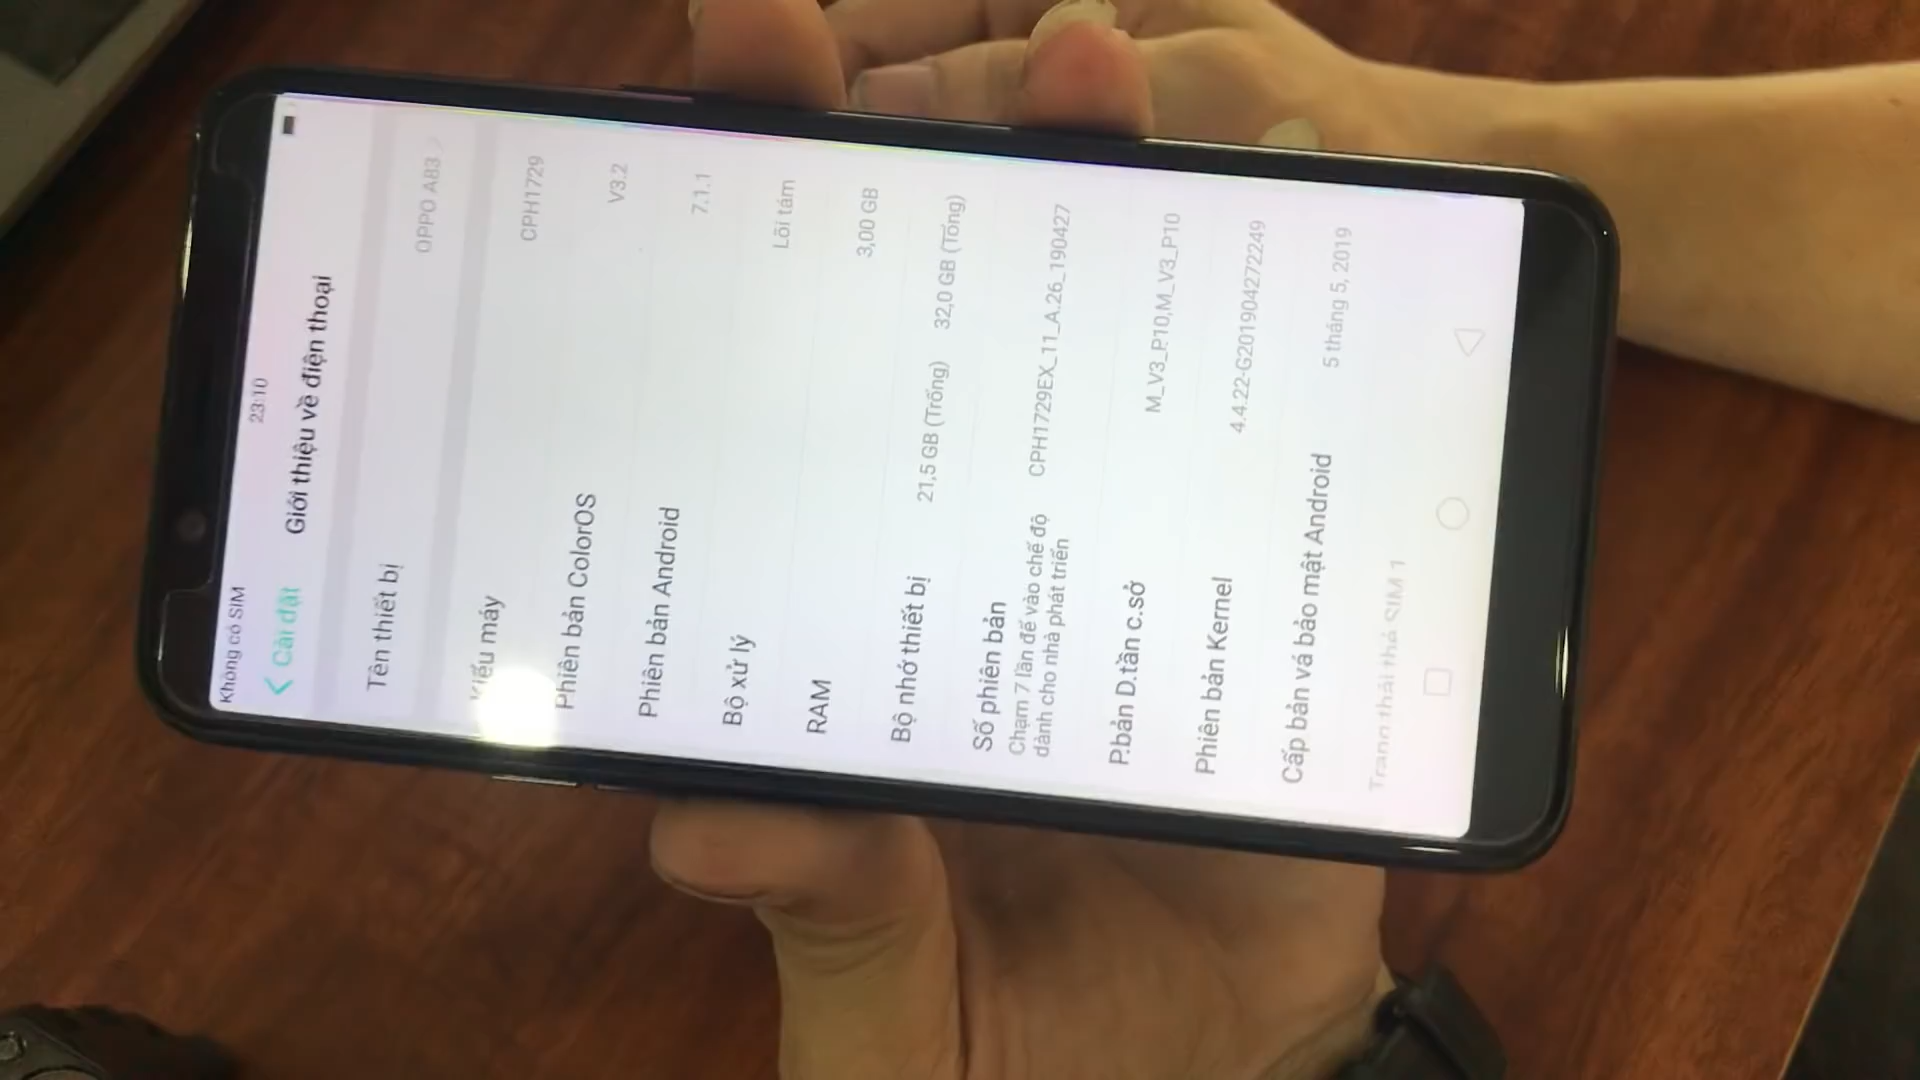 Không có SIM 23:10
Cài đặt Giới thiệu về điện thoại
Tên thiết bị OPPO A83
Kiểu máy CPH1729
Phiên bản ColorOS V3.2
Phiên bản Android 7.1.1
Bộ xử lý Lõi tám
RAM 3,00 GB
Bộ nhớ thiết bị 21,5 GB (Trống) 32,0 GB (Tổng)
Số phiên bản
Chạm 7 lần để vào chế độ
dành cho nhà phát triển
CPH1729EX_11_A.26_190427
P.bản D.tần c.sở M_V3_P10,M_V3_P10
Phiên bản Kernel 4.4.22-G201904272249
Cấp bản vá bảo mật Android 5 tháng 5, 2019
Trạng thái thẻ SIM 1